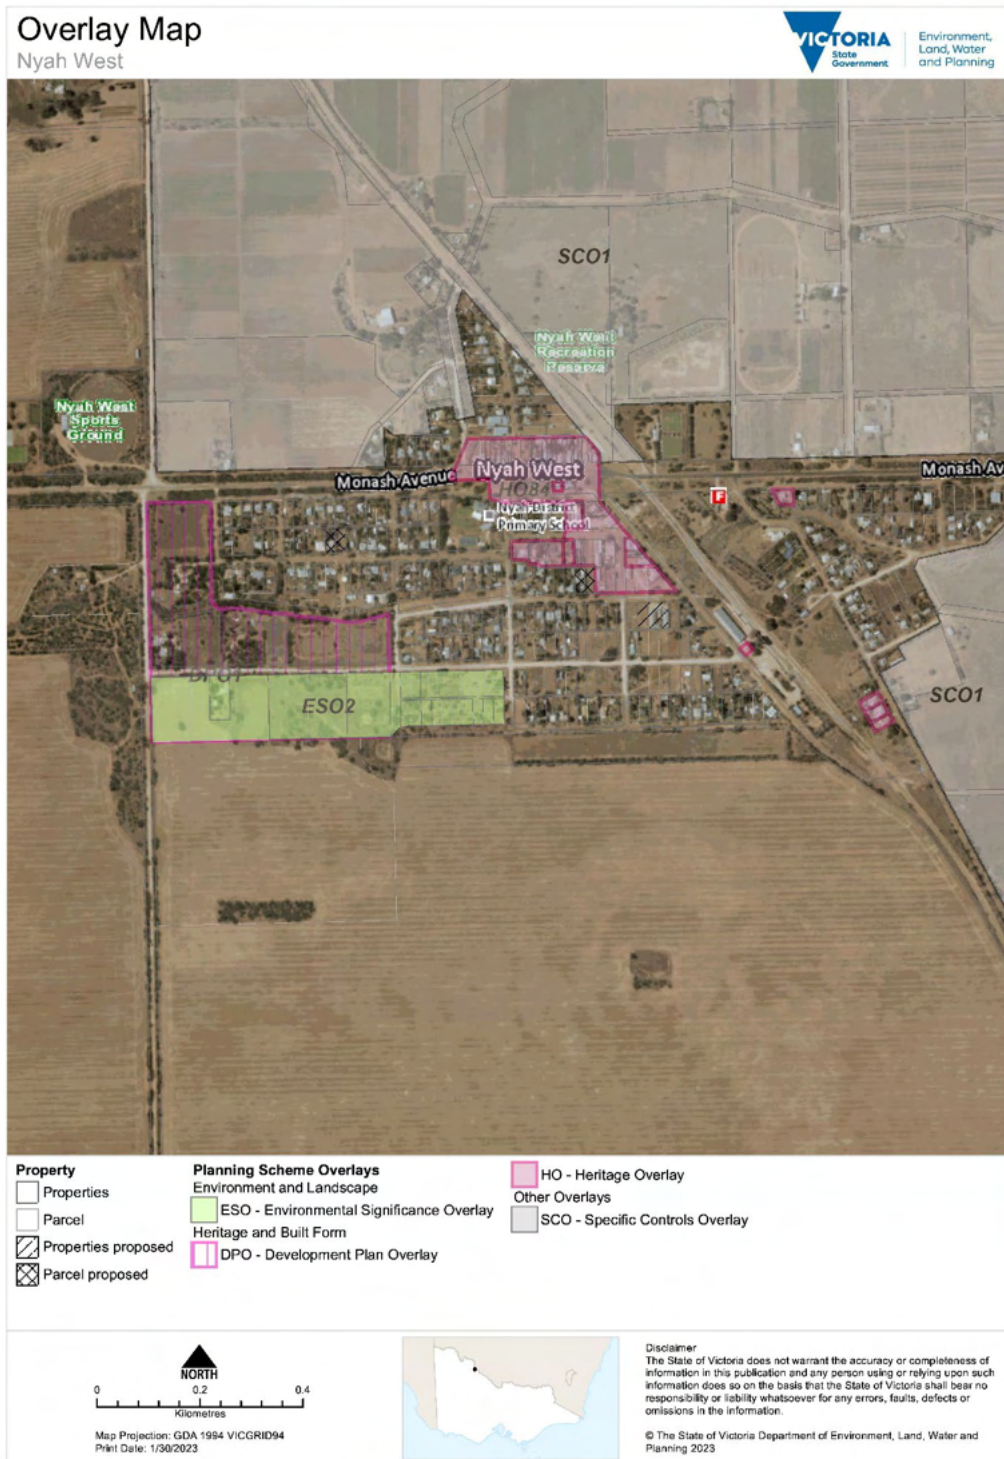 Overlay Map
Nyah West
VICTORIA
State
Government
Environment,
Land, Water
and Planning
SCO1
Nyah West
Recreation
Reserve
Nyah West
Sports
Ground
Monash Avenue
Nyah West
Monash Av
Nyah District
Primary School
F
DPO1
ESO2
SCO1
Property
Properties
Parcel
Properties proposed
Parcel proposed
Planning Scheme Overlays
Environment and Landscape
ESO - Environmental Significance Overlay
Heritage and Built Form
DPO - Development Plan Overlay
HO - Heritage Overlay
Other Overlays
SCO - Specific Controls Overlay
NORTH
0 0.2 0.4
Kilometres
Map Projection: GDA 1994 VICGRID94
Print Date: 1/30/2023
Disclaimer
The State of Victoria does not warrant the accuracy or completeness of
information in this publication and any person using or relying upon such
information does so on the basis that the State of Victoria shall bear no
responsibility or liability whatsoever for any errors, faults, defects or
omissions in the information.
© The State of Victoria Department of Environment, Land, Water and
Planning 2023